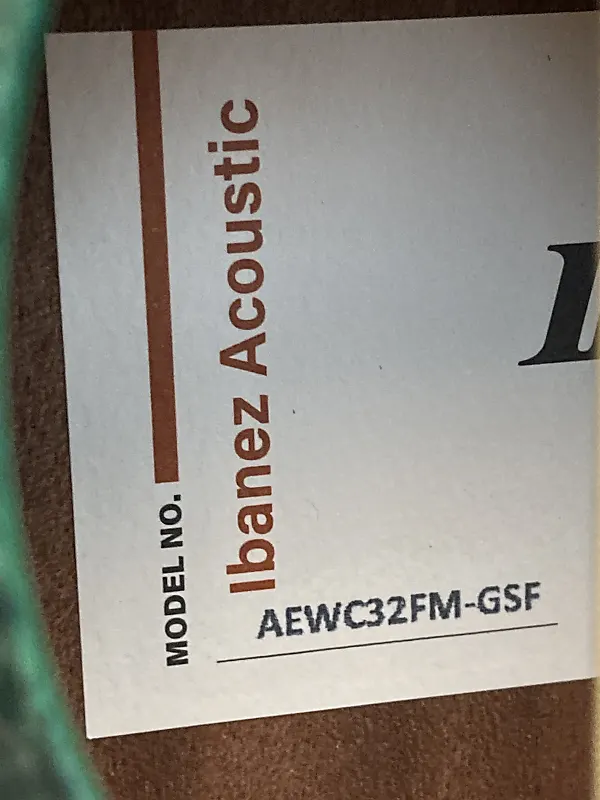 Ibanez Acoustic
MODEL NO.
AEWC32FM-GSF